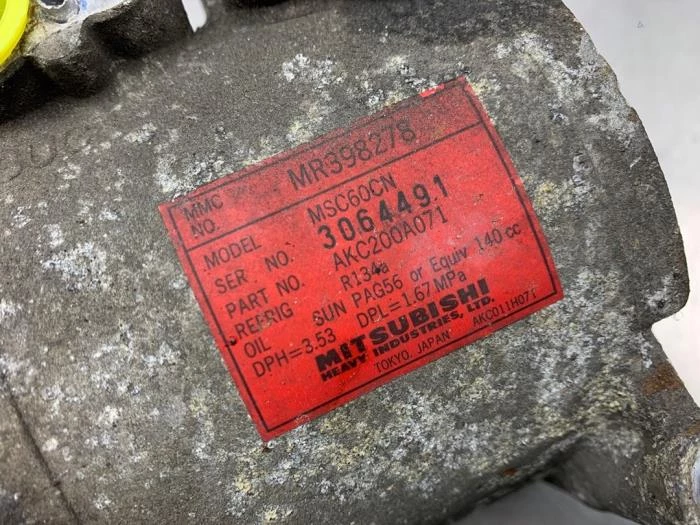 MMC NO. MR398278
MODEL MSC60CN
SER. NO. 3064491
PART NO. AKC200A071
REFRIG R134a
OIL SUN PAG56 or Equiv 140 cc
DPH=3.53 DPL=1.67MPa
MITSUBISHI
HEAVY INDUSTRIES, LTD.
TOKYO, JAPAN AKC011H071